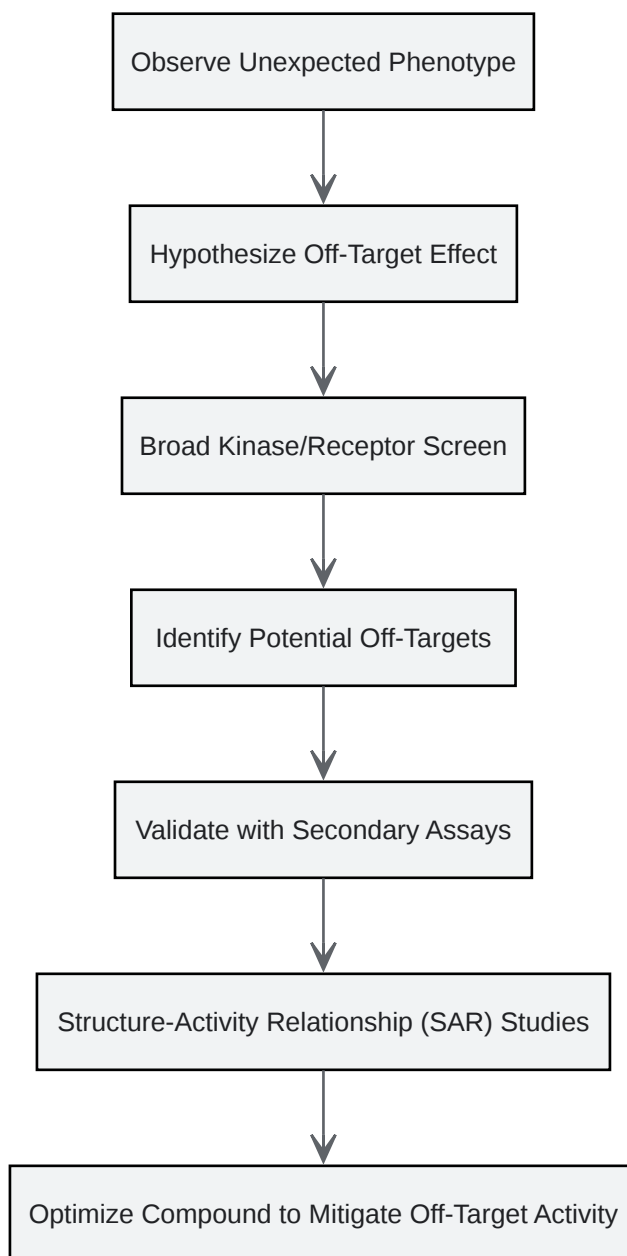 Observe Unexpected Phenotype
Hypothesize Off-Target Effect
Broad Kinase/Receptor Screen
Identify Potential Off-Targets
Validate with Secondary Assays
Structure-Activity Relationship (SAR) Studies
Optimize Compound to Mitigate Off-Target Activity